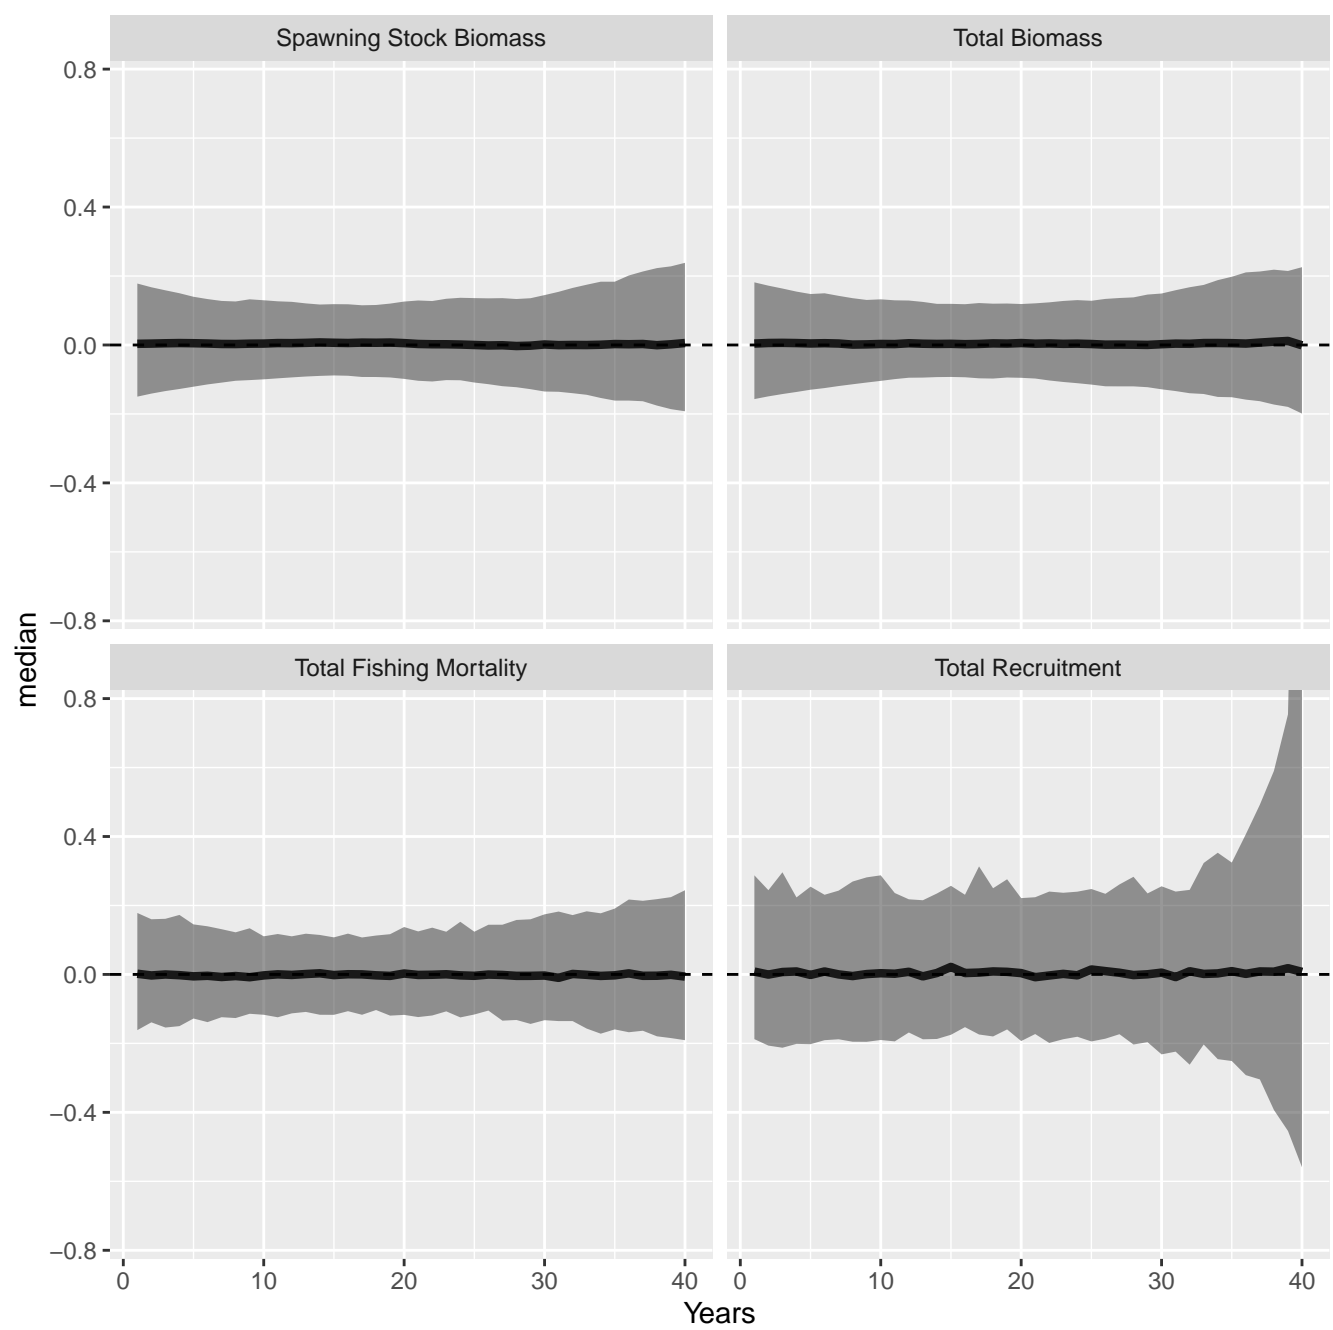 Spawning Stock Biomass
Total Biomass
0.8
0.4
0.0
−0.4
−0.8
median
Total Fishing Mortality
Total Recruitment
0.8
0.4
0.0
−0.4
−0.8
0 10 20 30 40
0 10 20 30 40
Years